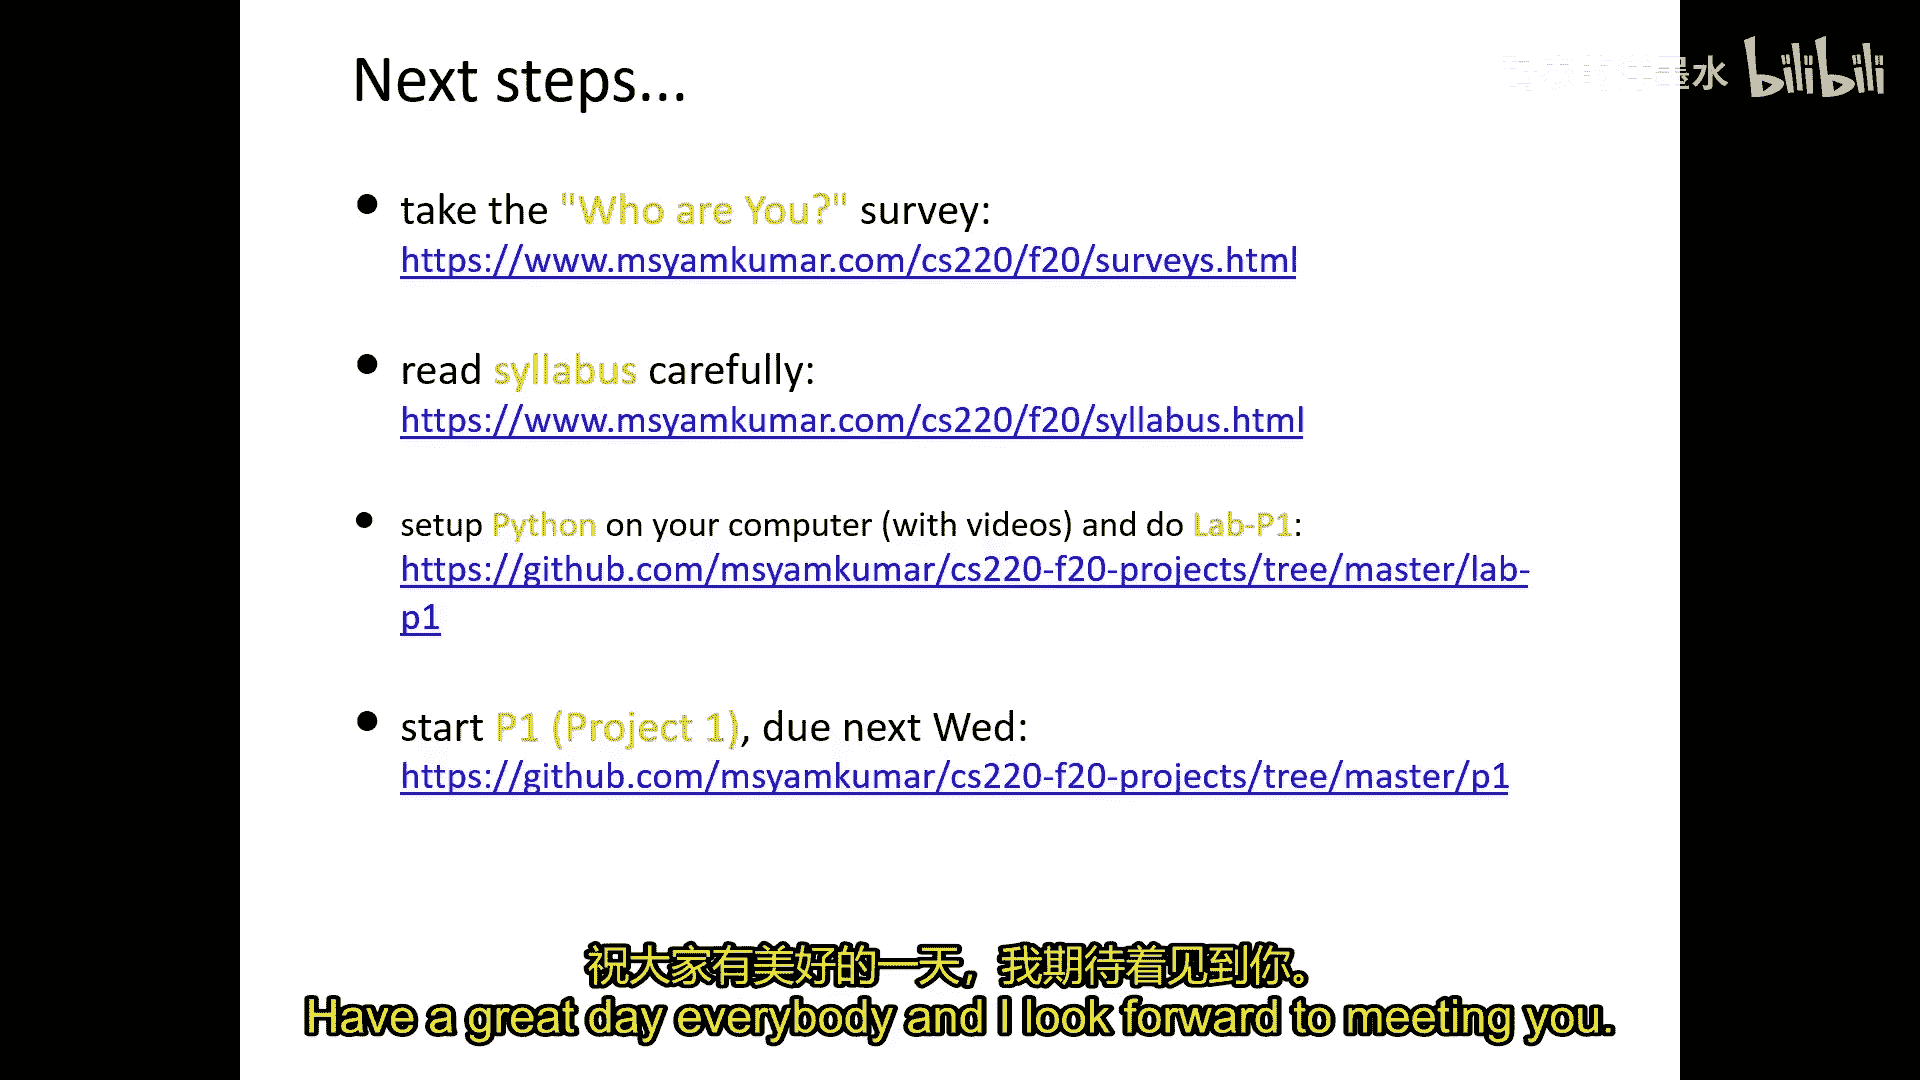 Next steps...
水 bilibili
• take the "Who are You?" survey:
https://www.msyamkumar.com/cs220/f20/surveys.html
• read syllabus carefully:
https://www.msyamkumar.com/cs220/f20/syllabus.html
• setup Python on your computer (with videos) and do Lab-P1:
https://github.com/msyamkumar/cs220-f20-projects/tree/master/lab-
p1
• start P1 (Project 1), due next Wed:
https://github.com/msyamkumar/cs220-f20-projects/tree/master/p1
祝大家有美好的一天，我期待着见到你。
Have a great day everybody and I look forward to meeting you.